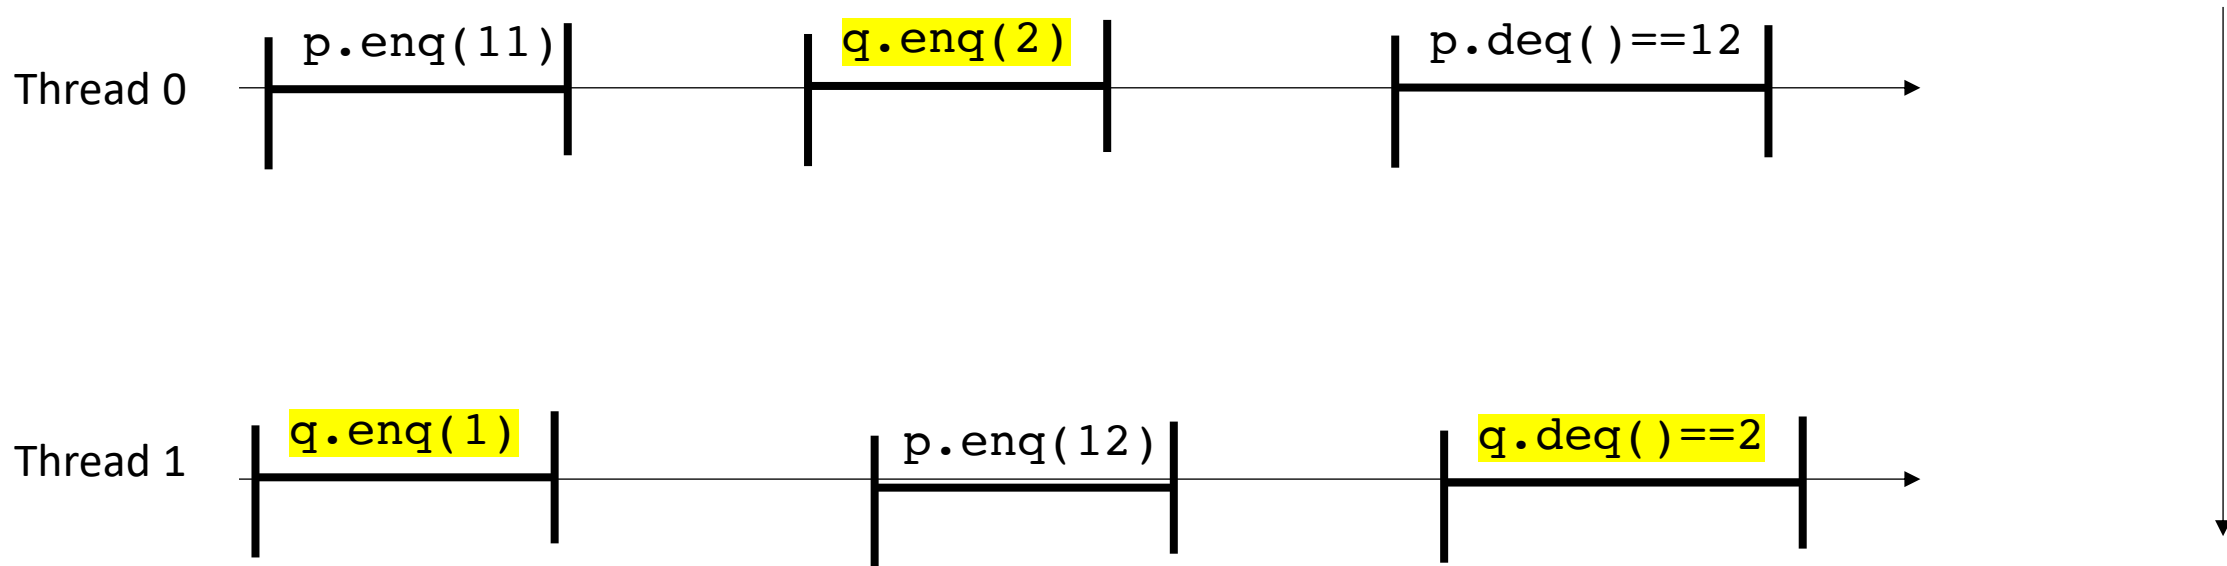 p.enq(11)
q.enq(2)
p.deq()==12
Thread 0
q.enq(1)
p.enq(12)
q.deq()==2
Thread 1